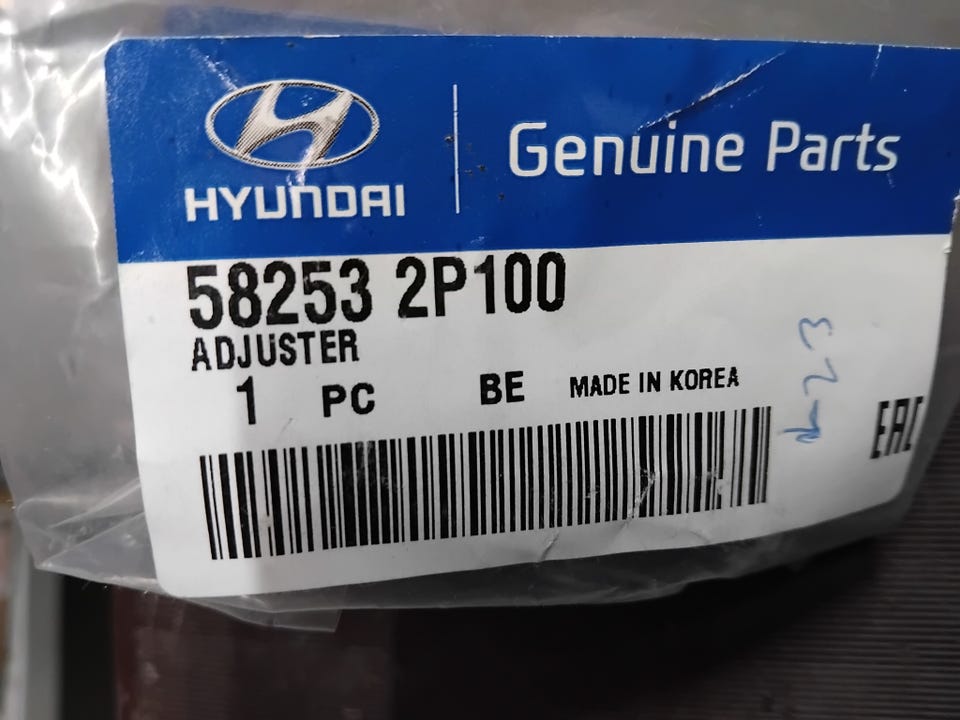 HYUNDAI
Genuine Parts
58253 2P100
ADJUSTER
1 PC BE MADE IN KOREA
EAC